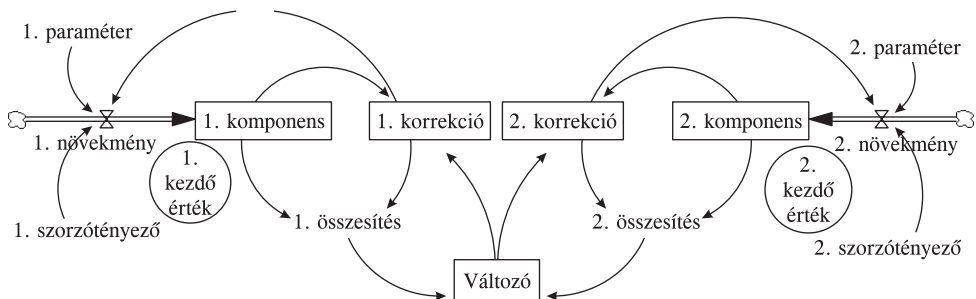 1. paraméter
2. paraméter
1. komponens
1. korrekció
2. korrekció
2. komponens
1. növekmény
2. növekmény
1.
kezdő
érték
2.
kezdő
érték
1. szorzótényező
1. összesítés
2. összesítés
2. szorzótényező
Változó